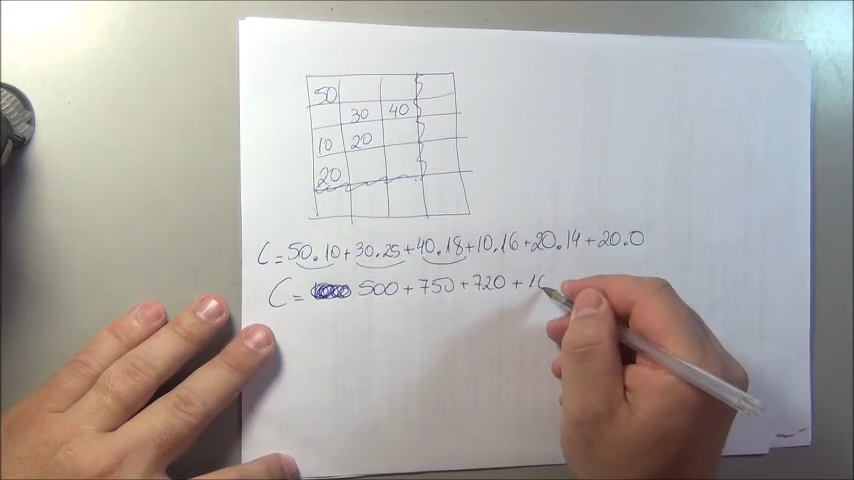 50
30 40
10 20
20
C = 50.10 + 30.25 + 40.18 + 10.16 + 20.14 + 20.0
C = 500 + 750 + 720 + 16